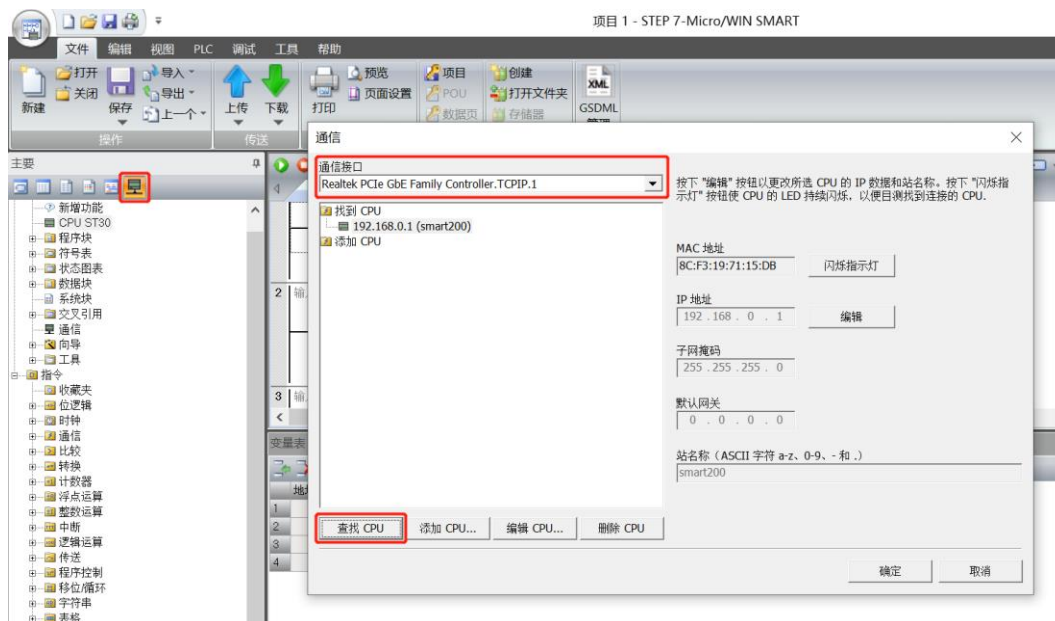 项目 1 - STEP 7-Micro/WIN SMART
文件 编辑 视图 PLC 调试 工具 帮助
新建
打开
关闭
保存
导入
导出
上一个
操作
上传
下载
传送
打印
预览
页面设置
项目
POU
数据页
创建
打开文件夹
存储器
XML
GSDML
管理
主要
新增功能
CPU ST30
程序块
符号表
状态图表
数据块
系统块
交叉引用
通信
向导
工具
指令
收藏夹
位逻辑
时钟
通信
比较
转换
计数器
浮点运算
整数运算
中断
逻辑运算
传送
程序控制
移位/循环
字符串
表格
2 输
3 输
变量表
1
2
3
4
通信
通信接口
Realtek PCIe GbE Family Controller.TCPIP.1
找到 CPU
192.168.0.1 (smart200)
添加 CPU
查找 CPU
添加 CPU...
编辑 CPU...
删除 CPU
按下 "编辑" 按钮以更改所选 CPU 的 IP 数据和站名称。按下 "闪烁指
示灯" 按钮使 CPU 的 LED 持续闪烁，以便目测找到连接的 CPU.
MAC 地址
8C:F3:19:71:15:DB
闪烁指示灯
IP 地址
192 . 168 . 0 . 1
编辑
子网掩码
255 . 255 . 255 . 0
默认网关
0 . 0 . 0 . 0
站名称（ASCII 字符 a-z、0-9、- 和 .）
smart200
确定
取消